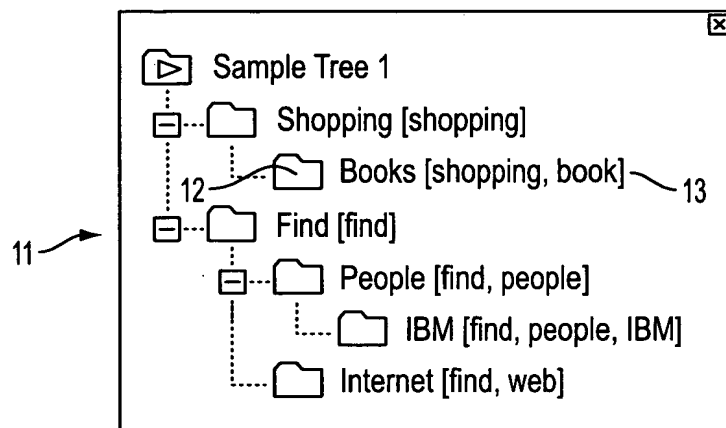 Sample Tree 1
Shopping [shopping]
12 Books [shopping, book] 13
Find [find]
11
People [find, people]
IBM [find, people, IBM]
Internet [find, web]